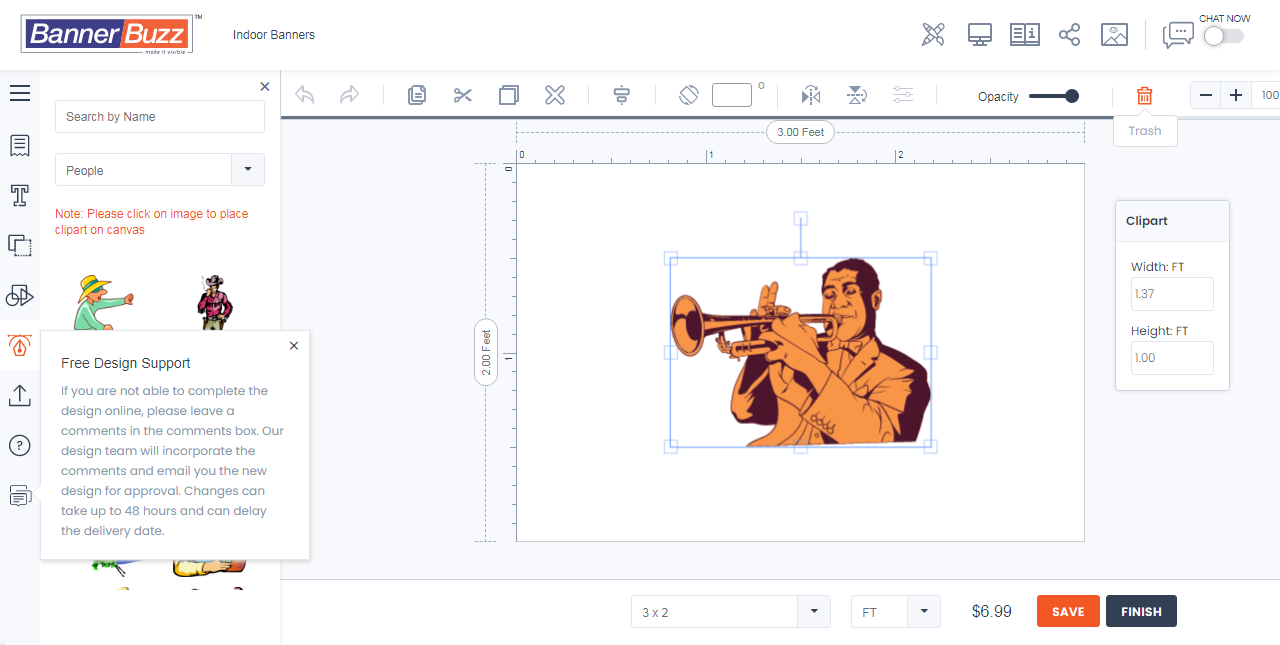 BannerBuzz™
make it visible
Indoor Banners
CHAT NOW
Opacity
0
100
Trash
Search by Name
People
Note: Please click on image to place
clipart on canvas
3.00 Feet
0
1
2
0
1
2.00 Feet
Clipart
Width: FT
1.37
Height: FT
1.00
Free Design Support
If you are not able to complete the
design online, please leave a
comments in the comments box. Our
design team will incorporate the
comments and email you the new
design for approval. Changes can
take up to 48 hours and can delay
the delivery date.
3 x 2
FT
$6.99
SAVE
FINISH